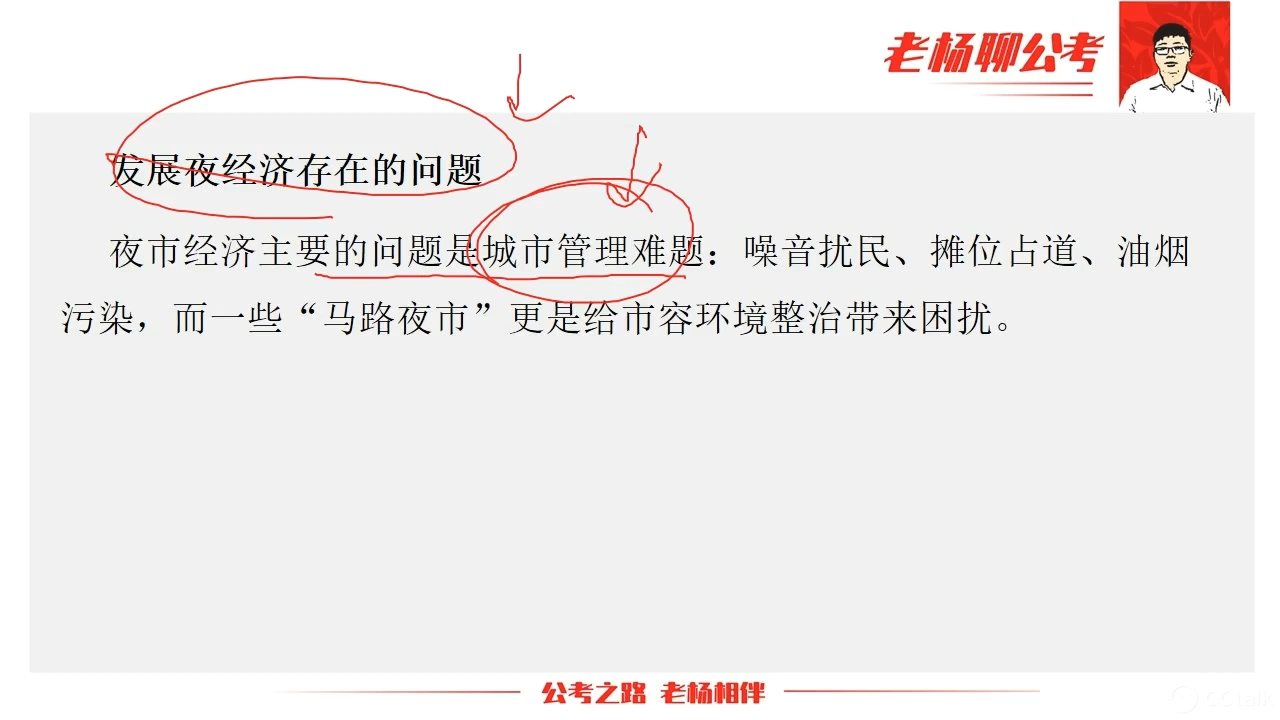 老杨聊公考
发展夜经济存在的问题
夜市经济主要的问题是城市管理难题：噪音扰民、摊位占道、油烟
污染，而一些“马路夜市”更是给市容环境整治带来困扰。
公考之路 老杨相伴
CCtalk